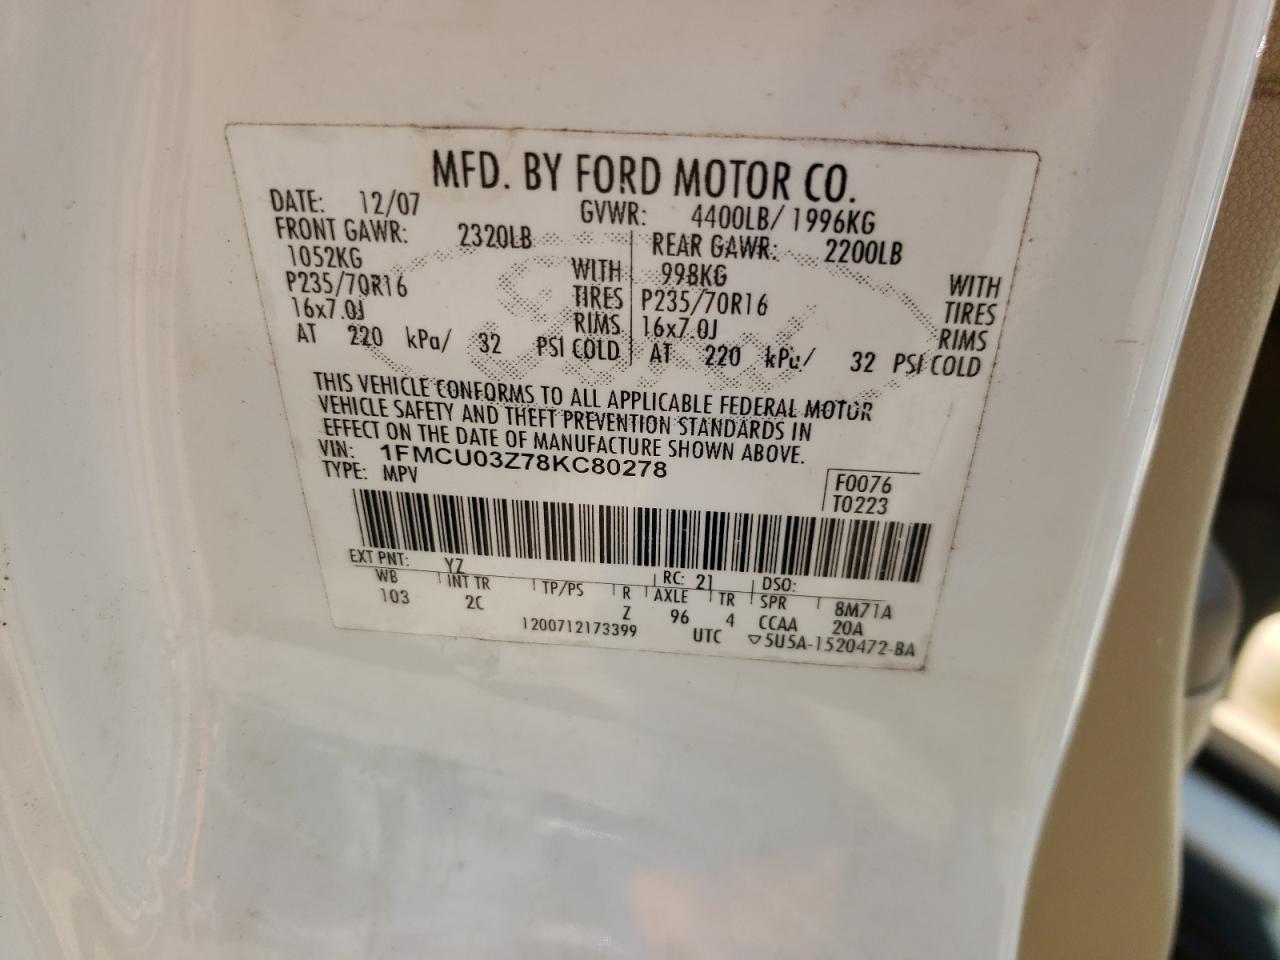 MFD. BY FORD MOTOR CO.
DATE: 12/07 GVWR: 4400LB/ 1996KG
FRONT GAWR: 2320LB REAR GAWR: 2200LB
1052KG WITH 998KG WITH
P235/70R16 TIRES P235/70R16 TIRES
16x7.0J RIMS 16x7.0J RIMS
AT 220 kPa/ 32 PSI COLD AT 220 kPa/ 32 PSI COLD
THIS VEHICLE CONFORMS TO ALL APPLICABLE FEDERAL MOTOR
VEHICLE SAFETY AND THEFT PREVENTION STANDARDS IN
EFFECT ON THE DATE OF MANUFACTURE SHOWN ABOVE.
VIN: 1FMCU03Z78KC80278
TYPE: MPV
F0076
T0223
EXT PNT: YZ RC: 21 DSO:
WB INT TR TP/PS R AXLE TR SPR 8M71A
103 2C Z 96 4 CCAA 20A
1200712173399 UTC ▽5U5A-1520472-BA